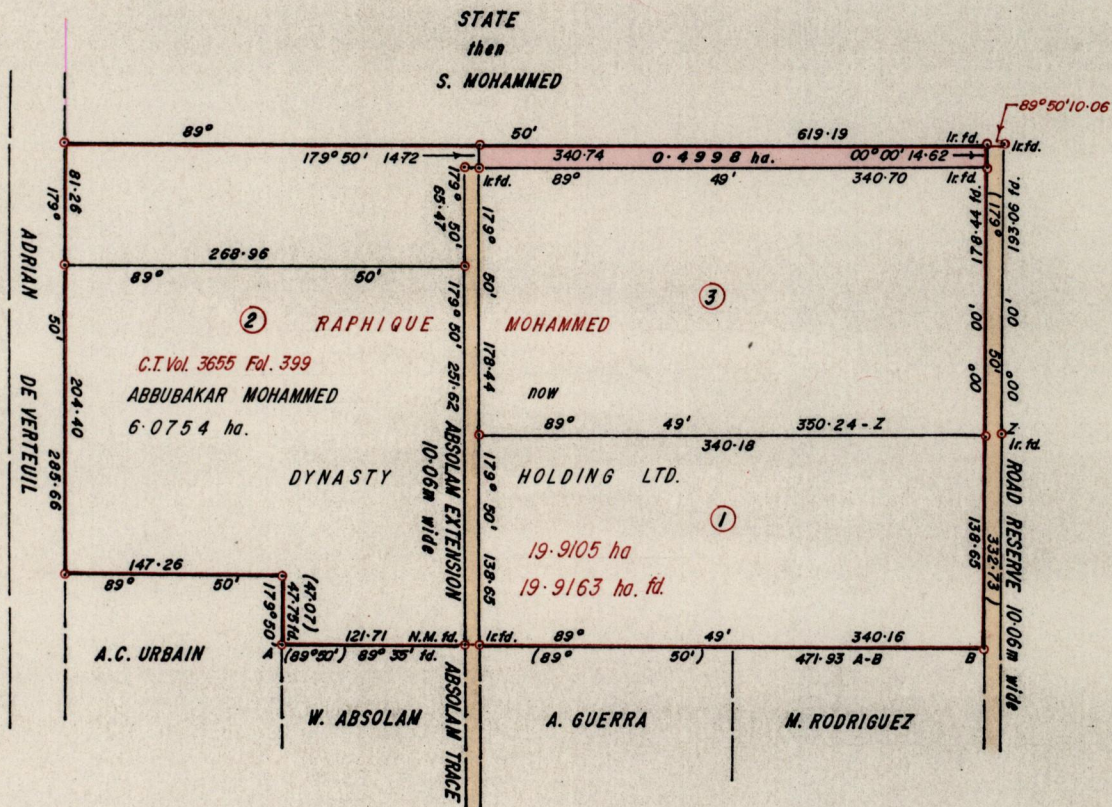 STATE
then
S. MOHAMMED
89°50' 10·06
89° 50' 619·19 Ir. fd. Ir. fd.
179° 50' 14·72 340·74 0·4998 ha. 00°00' 14·62
Ir. fd. 89° 49' 340·70 Ir. fd.
81·26
179°
179° 50'
65·47
179° 50' 178·44
178·44 fd.
00° 00'
(179° 50' 332·73)
193·06 fd.
00° 00'
268·96
89° 50'
ADRIAN DE VERTEUIL
50'
204·40
285·66
2
RAPHIQUE MOHAMMED
3
C.T. Vol. 3655 Fol. 399
ABBUBAKAR MOHAMMED
6·0754 ha.
179° 50' 251·62
ABSOLAM EXTENSION
10·06m wide
now
89° 49' 350·24 - Z
340·18
Z
Ir. fd.
DYNASTY HOLDING LTD.
1
19·9105 ha
19·9163 ha. fd.
179° 50' 138·65
138·65
ROAD RESERVE 10·06m wide
147·26
89° 50'
179° 50'
47·75 fd.
(47·07)
121·71 N.M. fd. Ir. fd. 89° 49' 340·16
A (89°50') 89° 35' fd. (89° 50') 471·93 A-B B
A.C. URBAIN
W. ABSOLAM
ABSOLAM TRACE
A. GUERRA
M. RODRIGUEZ